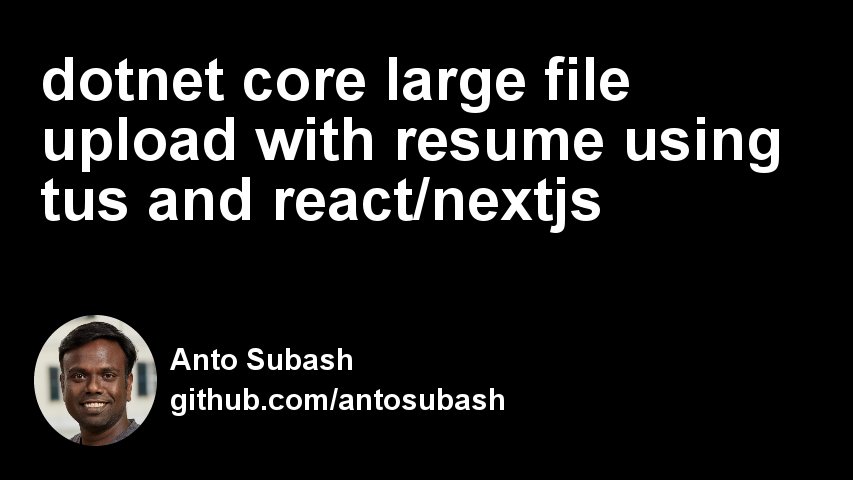 dotnet core large file
upload with resume using
tus and react/nextjs
Anto Subash
github.com/antosubash